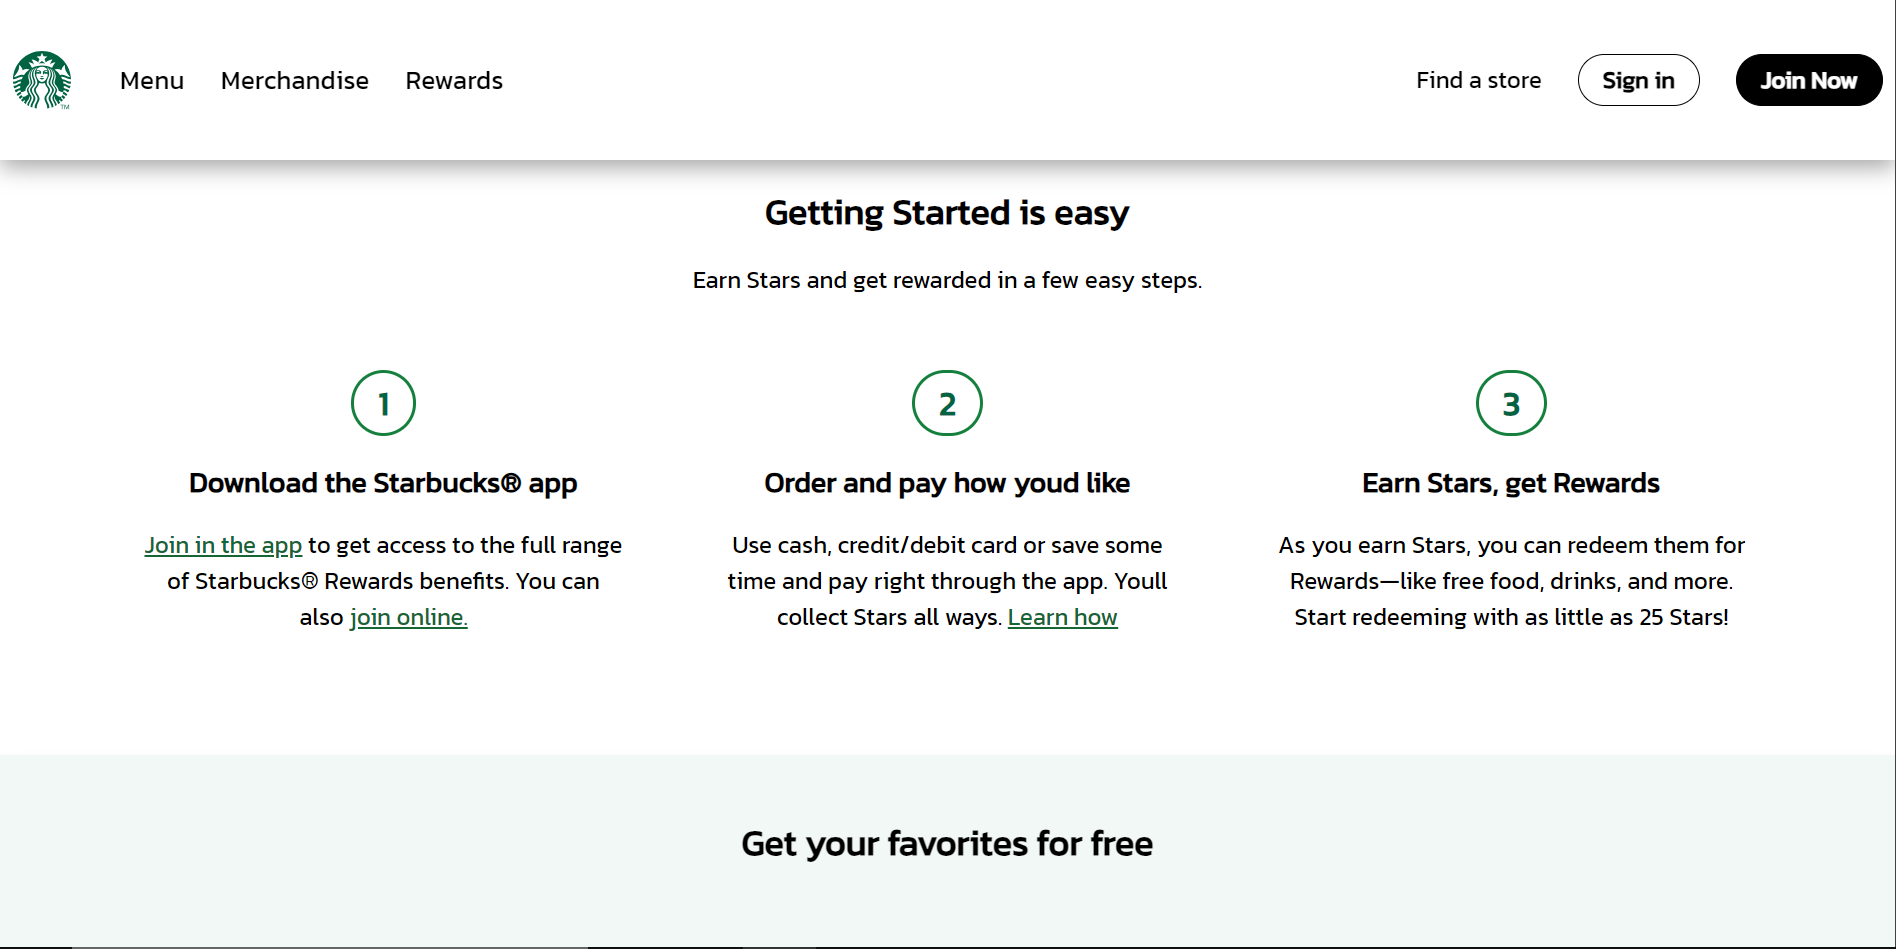 Menu Merchandise Rewards Find a store Sign in Join Now
TM
Getting Started is easy
Earn Stars and get rewarded in a few easy steps.
1
Download the Starbucks® app
Join in the app to get access to the full range
of Starbucks® Rewards benefits. You can
also join online.
2
Order and pay how youd like
Use cash, credit/debit card or save some
time and pay right through the app. Youll
collect Stars all ways. Learn how
3
Earn Stars, get Rewards
As you earn Stars, you can redeem them for
Rewards—like free food, drinks, and more.
Start redeeming with as little as 25 Stars!
Get your favorites for free